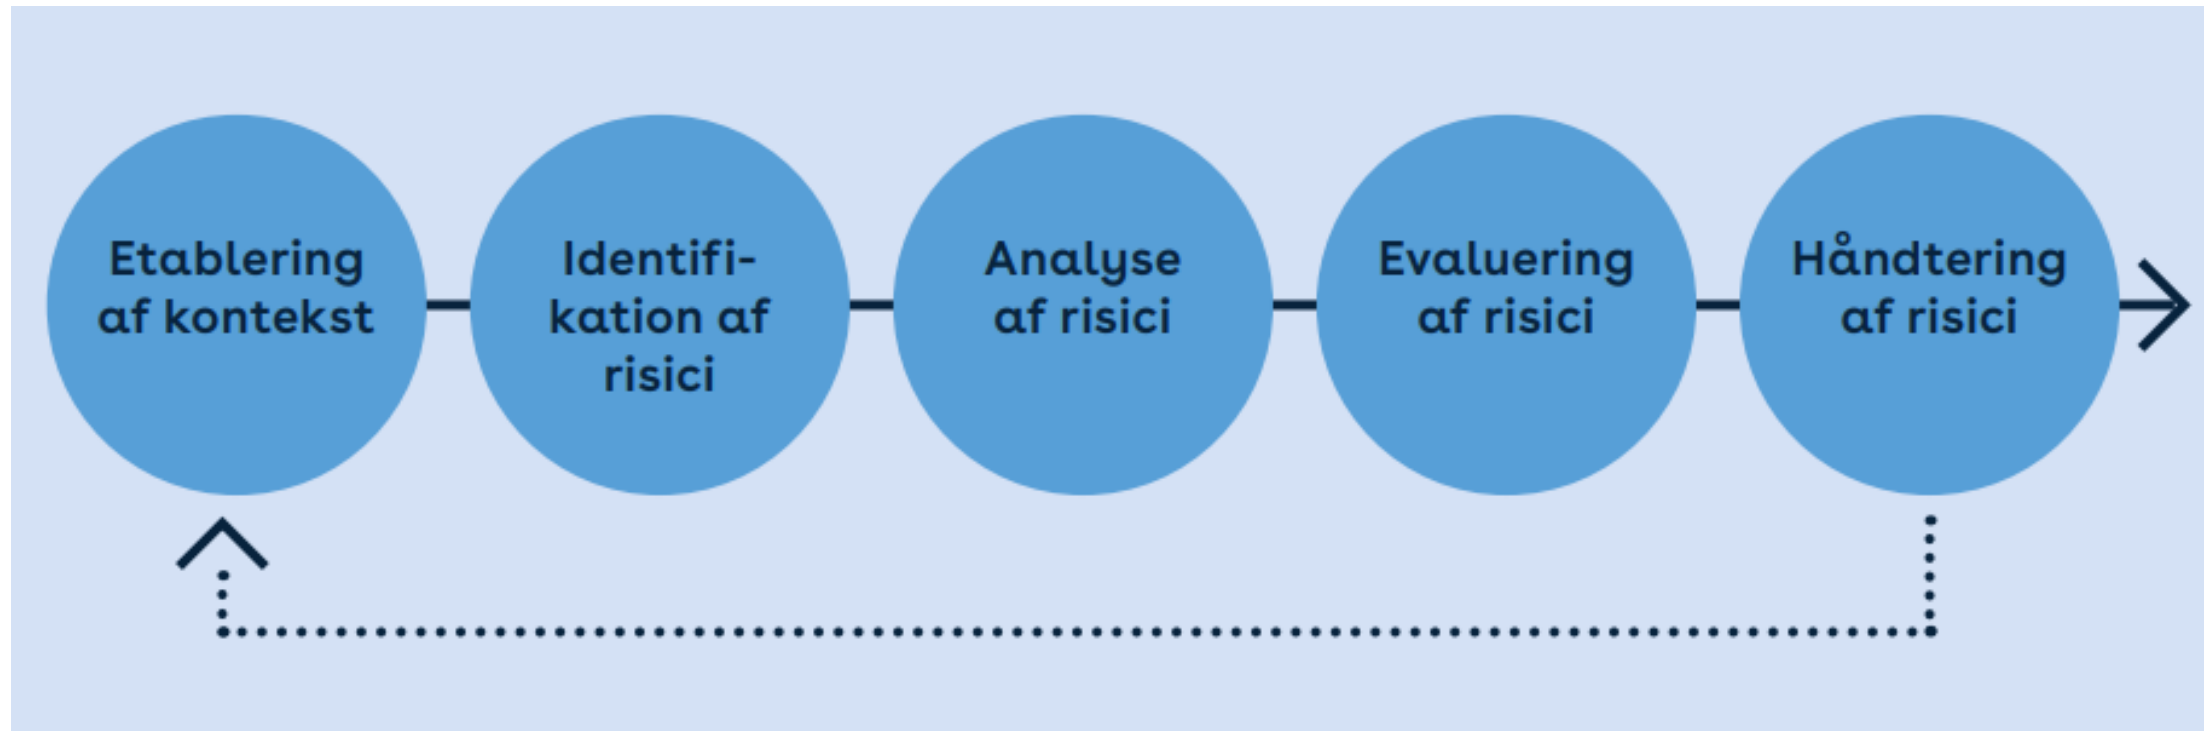 Etablering
af kontekst
Identifi-
kation af
risici
Analyse
af risici
Evaluering
af risici
Håndtering
af risici